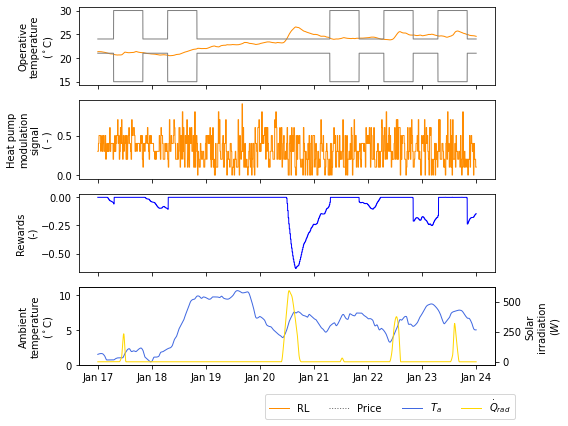 Operative
temperature
(°C)
30
25
20
15
Heat pump
modulation
signal
( - )
0.5
0.0
Rewards
(-)
0.00
−0.25
−0.50
Ambient
temperature
(°C)
10
5
0
500
250
0
Solar
irradiation
(W)
Jan 17 Jan 18 Jan 19 Jan 20 Jan 21 Jan 22 Jan 23 Jan 24
RL Price T_a Q̇_rad